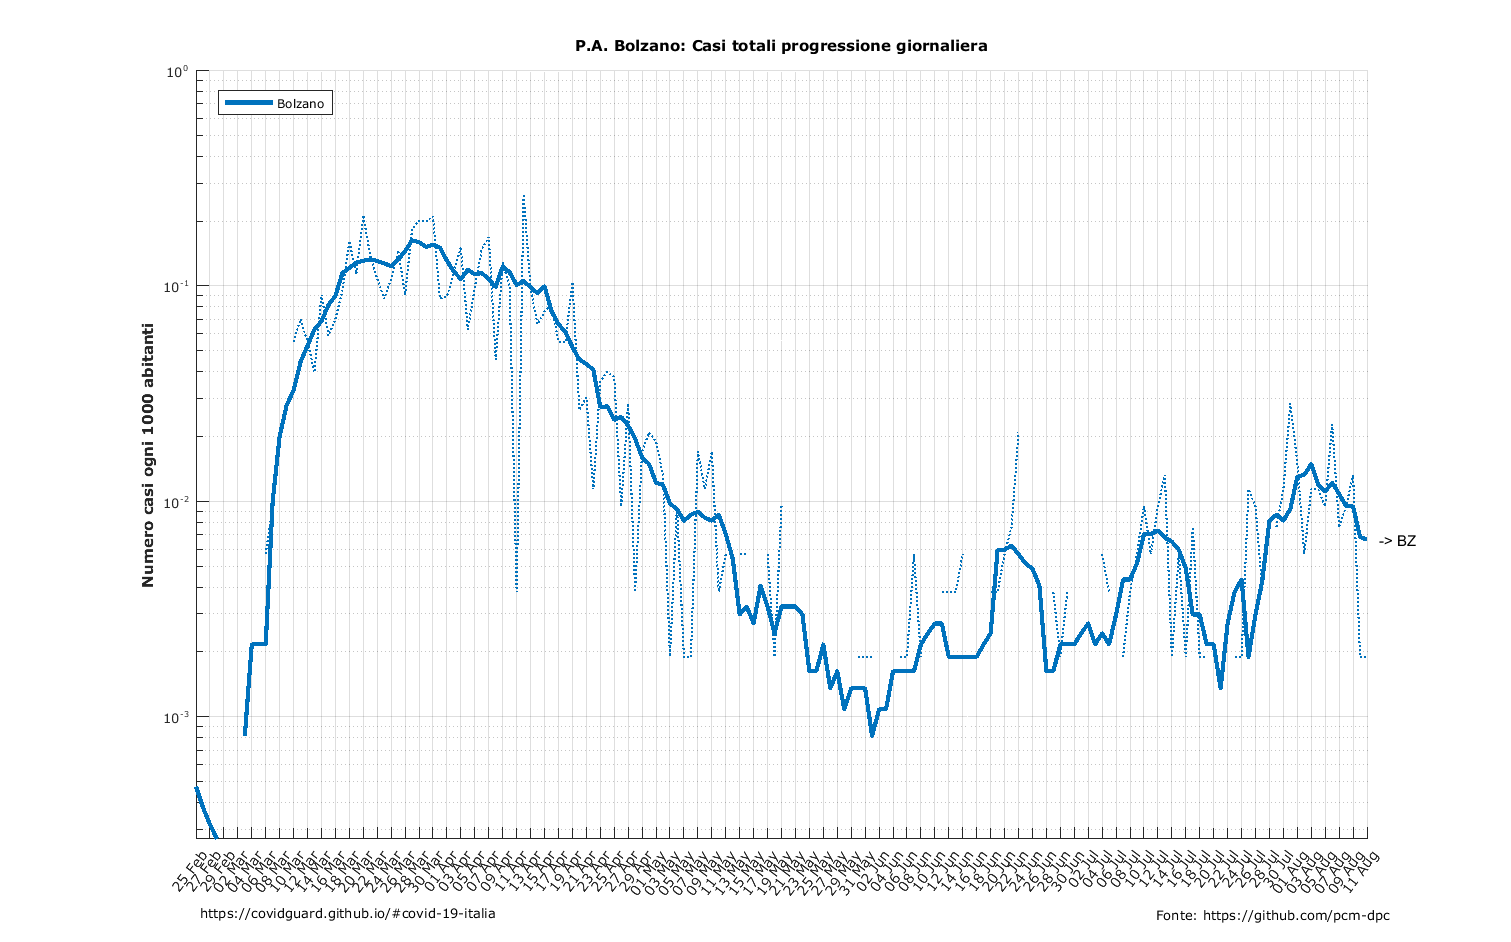 P.A. Bolzano: Casi totali progressione giornaliera
10⁰
Bolzano
10⁻¹
10⁻²
10⁻³
Numero casi ogni 1000 abitanti
-> BZ
25 Feb
27 Feb
29 Feb
02 Mar
04 Mar
06 Mar
08 Mar
10 Mar
12 Mar
14 Mar
16 Mar
18 Mar
20 Mar
22 Mar
24 Mar
26 Mar
28 Mar
30 Mar
01 Apr
03 Apr
05 Apr
07 Apr
09 Apr
11 Apr
13 Apr
15 Apr
17 Apr
19 Apr
21 Apr
23 Apr
25 Apr
27 Apr
29 Apr
01 May
03 May
05 May
07 May
09 May
11 May
13 May
15 May
17 May
19 May
21 May
23 May
25 May
27 May
29 May
31 May
02 Jun
04 Jun
06 Jun
08 Jun
10 Jun
12 Jun
14 Jun
16 Jun
18 Jun
20 Jun
22 Jun
24 Jun
26 Jun
28 Jun
30 Jun
02 Jul
04 Jul
06 Jul
08 Jul
10 Jul
12 Jul
14 Jul
16 Jul
18 Jul
20 Jul
22 Jul
24 Jul
26 Jul
28 Jul
30 Jul
01 Aug
03 Aug
05 Aug
07 Aug
09 Aug
11 Aug
https://covidguard.github.io/#covid-19-italia
Fonte: https://github.com/pcm-dpc